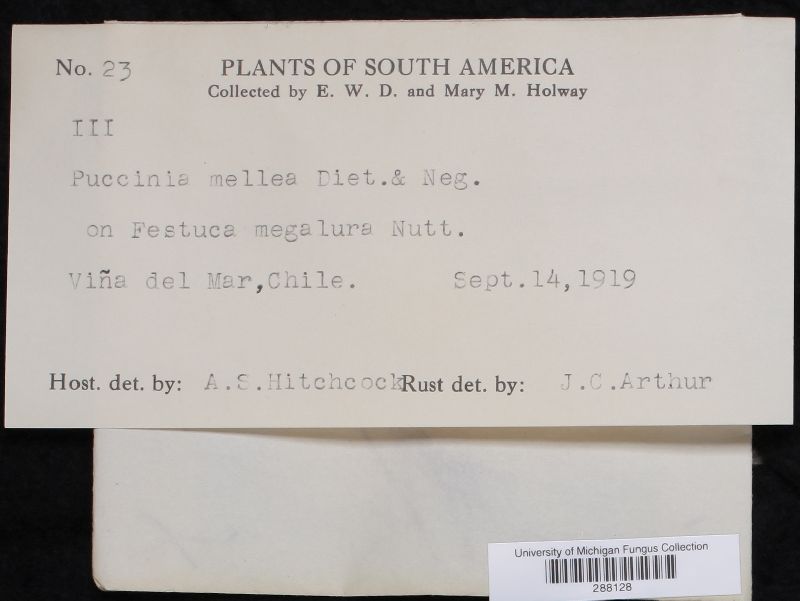 No. 23 PLANTS OF SOUTH AMERICA
Collected by E. W. D. and Mary M. Holway
III
Puccinia mellea Diet.& Neg.
on Festuca megalura Nutt.
Viña del Mar,Chile. Sept.14,1919
Host. det. by: A.S.Hitchcock Rust det. by: J.C.Arthur
University of Michigan Fungus Collection
288128